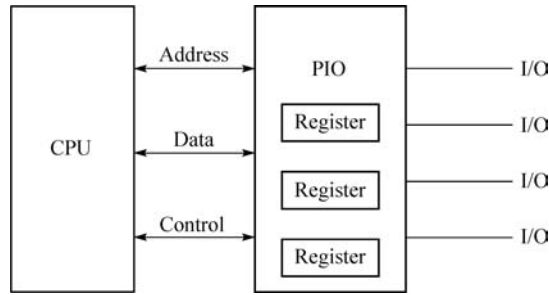 CPU
Address
Data
Control
PIO
Register
Register
Register
I/O
I/O
I/O
I/O